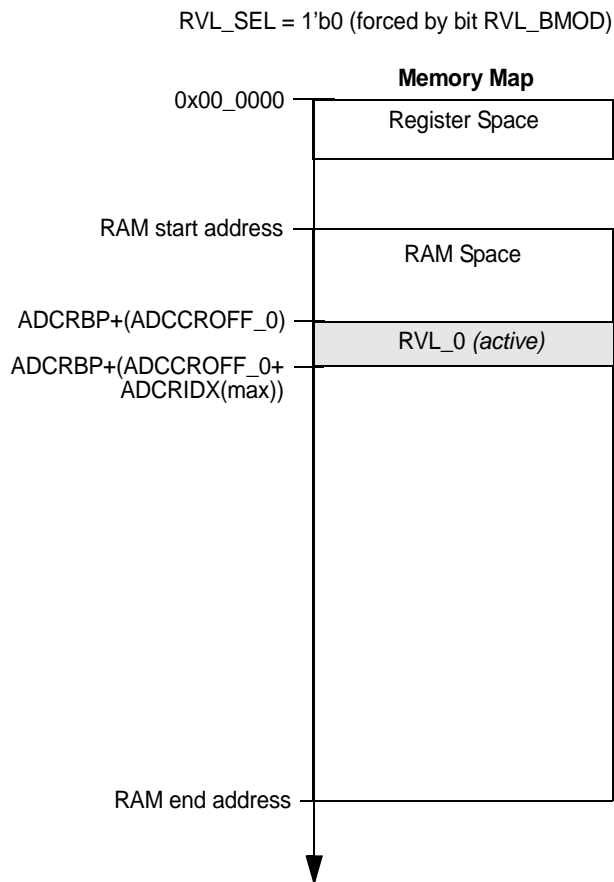 RVL_SEL = 1'b0 (forced by bit RVL_BMOD)
Memory Map
0x00_0000
Register Space
RAM start address
RAM Space
ADCRBP+(ADCCROFF_0)
RVL_0 (active)
ADCRBP+(ADCCROFF_0+
ADCRIDX(max))
RAM end address